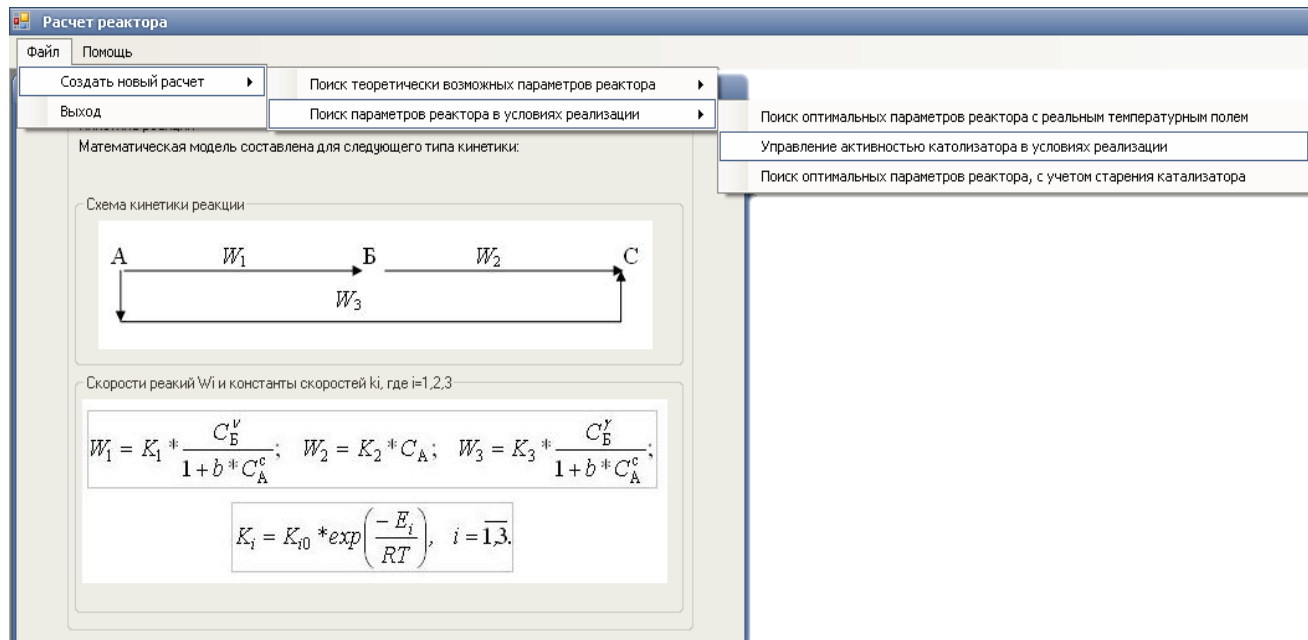 Расчет реактора
Файл Помощь
Создать новый расчет
Выход
Поиск теоретически возможных параметров реактора
Поиск параметров реактора в условиях реализации
Поиск оптимальных параметров реактора с реальным температурным полем
Управление активностью католизатора в условиях реализации
Поиск оптимальных параметров реактора, с учетом старения катализатора
Математическая модель составлена для следующего типа кинетики:
Схема кинетики реакции
А W₁ Б W₂ С
W₃
Скорости реакий Wi и константы скоростей ki, где i=1,2,3
W₁ = K₁ * C_Б^ν / (1 + b * C_А^c); W₂ = K₂ * C_А; W₃ = K₃ * C_Б^γ / (1 + b * C_А^c);
K_i = K_i0 * exp(−E_i / RT), i = 1,3.